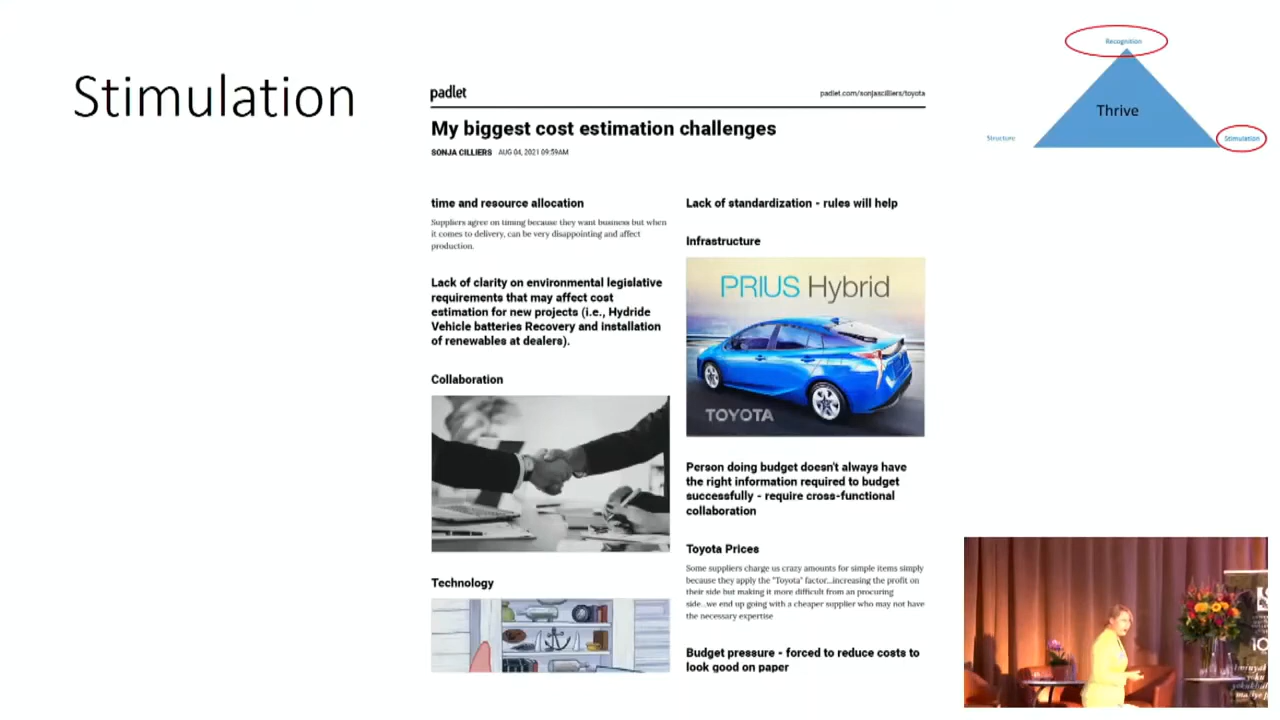 Stimulation
padlet
padlet.com/sonjascilliers/toyota
My biggest cost estimation challenges
SONJA CILLIERS AUG 04, 2021 09:59AM
time and resource allocation
Suppliers agree on timing because they want business but when
it comes to delivery, can be very disappointing and affect
production.
Lack of clarity on environmental legislative
requirements that may affect cost
estimation for new projects (i.e., Hydride
Vehicle batteries Recovery and installation
of renewables at dealers).
Collaboration
Technology
Lack of standardization - rules will help
Infrastructure
PRIUS Hybrid
TOYOTA
Person doing budget doesn't always have
the right information required to budget
successfully - require cross-functional
collaboration
Toyota Prices
Some suppliers charge us crazy amounts for simple items simply
because they apply the "Toyota" factor...increasing the profit on
their side but making it more difficult from an procuring
side...we end up going with a cheaper supplier who may not have
the necessary expertise
Budget pressure - forced to reduce costs to
look good on paper
Recognition
Thrive
Structure
Stimulation